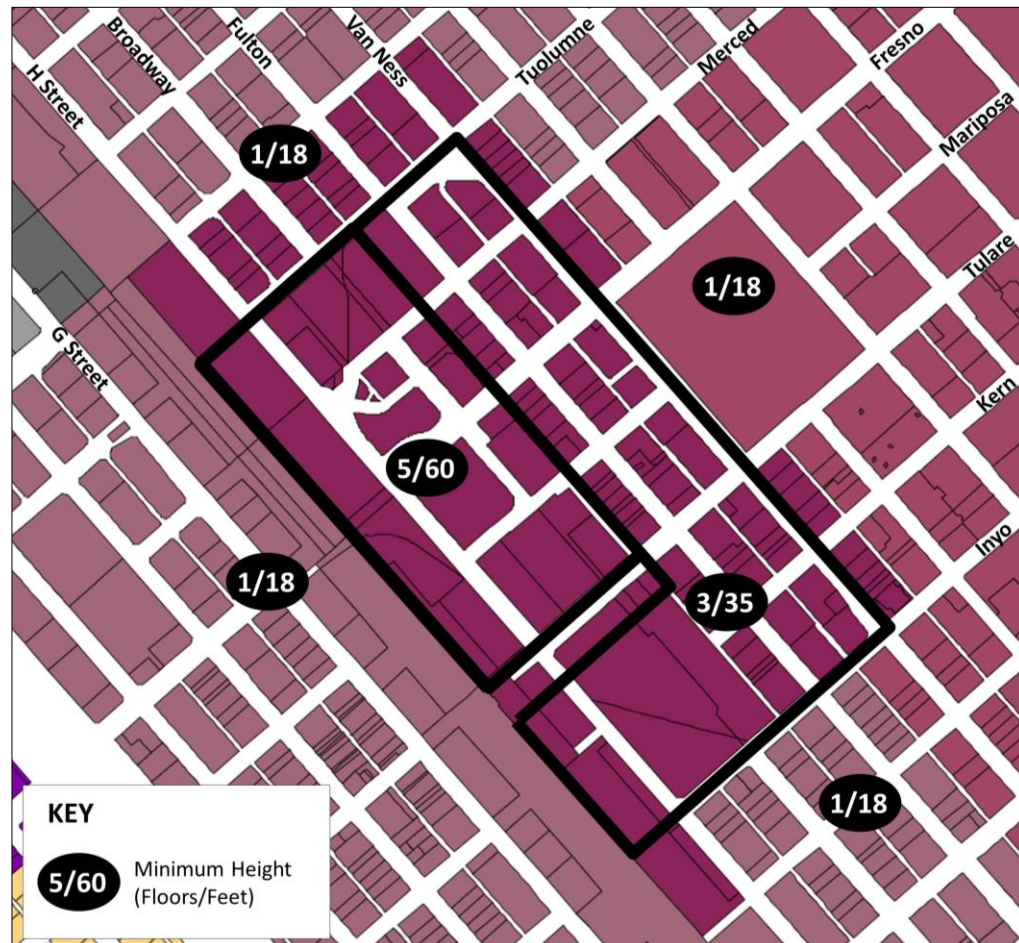 Broadway
Fulton
Van Ness
Tuolumne
Merced
Fresno
H Street
Mariposa
1/18
Tulare
1/18
G Street
Kern
5/60
Inyo
1/18
3/35
1/18
KEY
5/60
Minimum Height
(Floors/Feet)